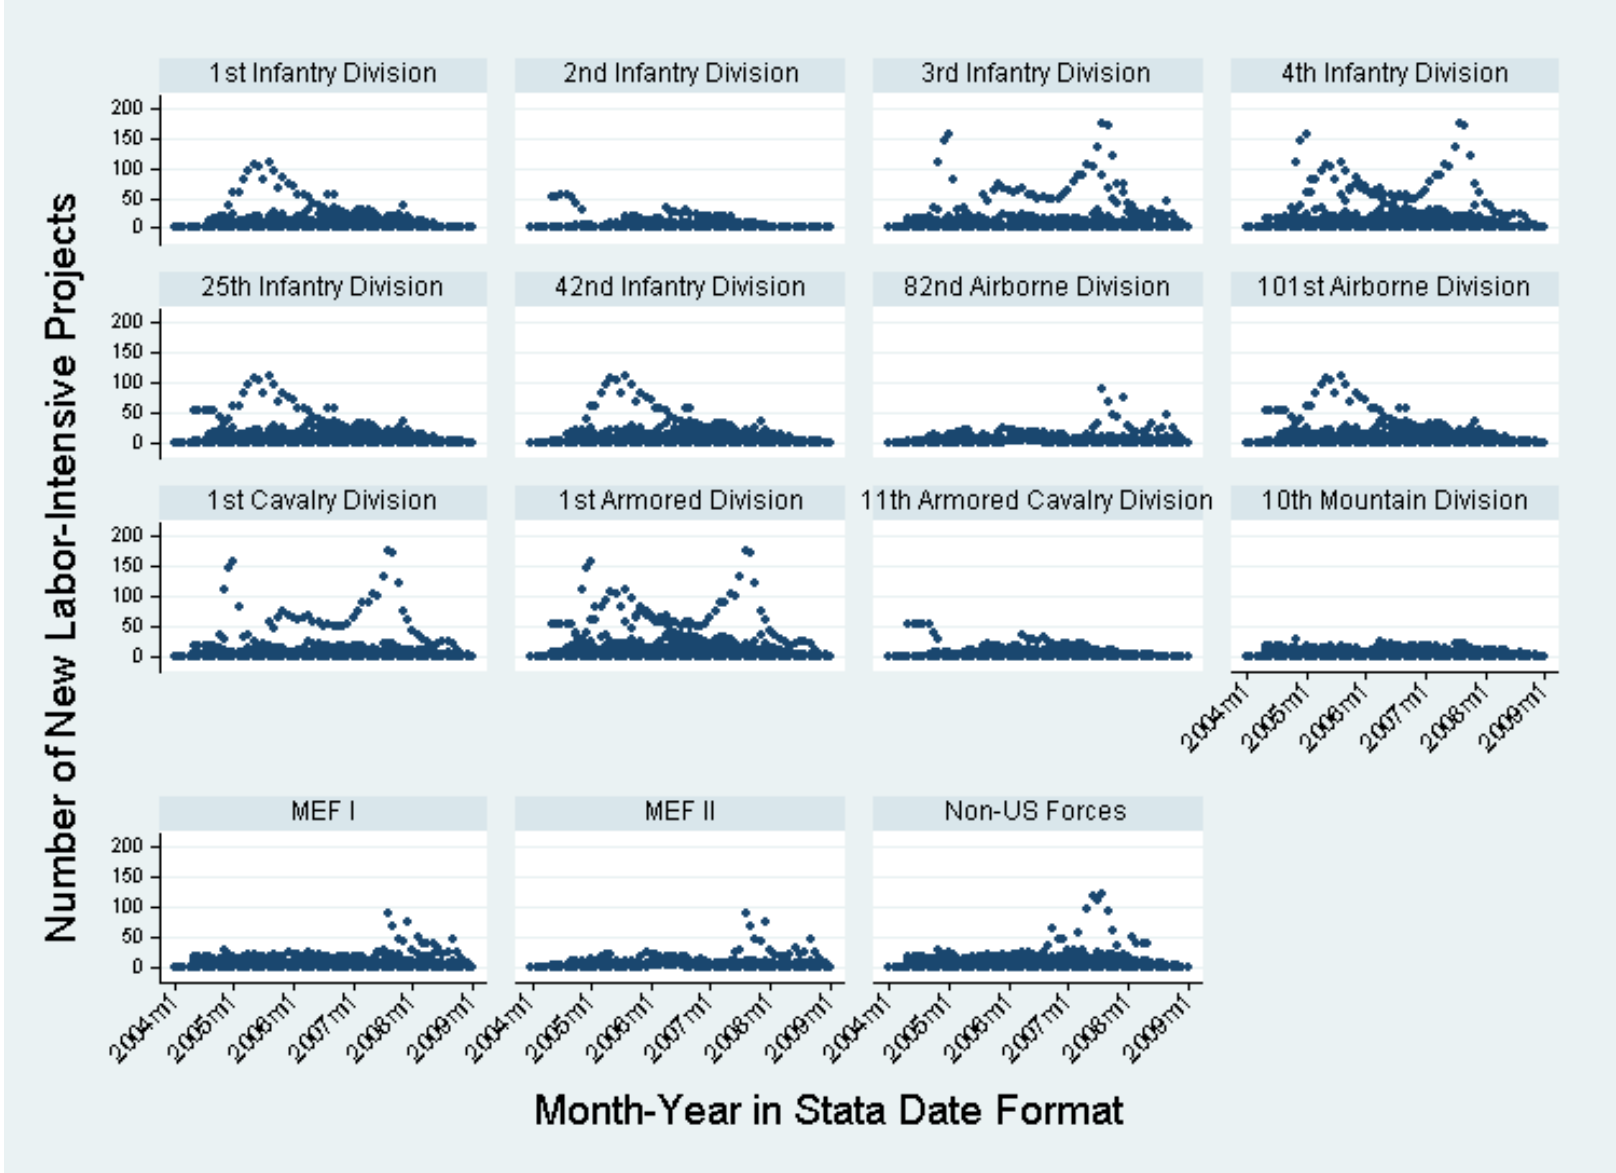 Number of New Labor-Intensive Projects
1st Infantry Division
2nd Infantry Division
3rd Infantry Division
4th Infantry Division
200
150
100
50
0
25th Infantry Division
42nd Infantry Division
82nd Airborne Division
101st Airborne Division
200
150
100
50
0
1st Cavalry Division
1st Armored Division
11th Armored Cavalry Division
10th Mountain Division
200
150
100
50
0
2004m1
2005m1
2006m1
2007m1
2008m1
2009m1
MEF I
MEF II
Non-US Forces
200
150
100
50
0
2004m1
2005m1
2006m1
2007m1
2008m1
2009m1
2004m1
2005m1
2006m1
2007m1
2008m1
2009m1
2004m1
2005m1
2006m1
2007m1
2008m1
2009m1
Month-Year in Stata Date Format